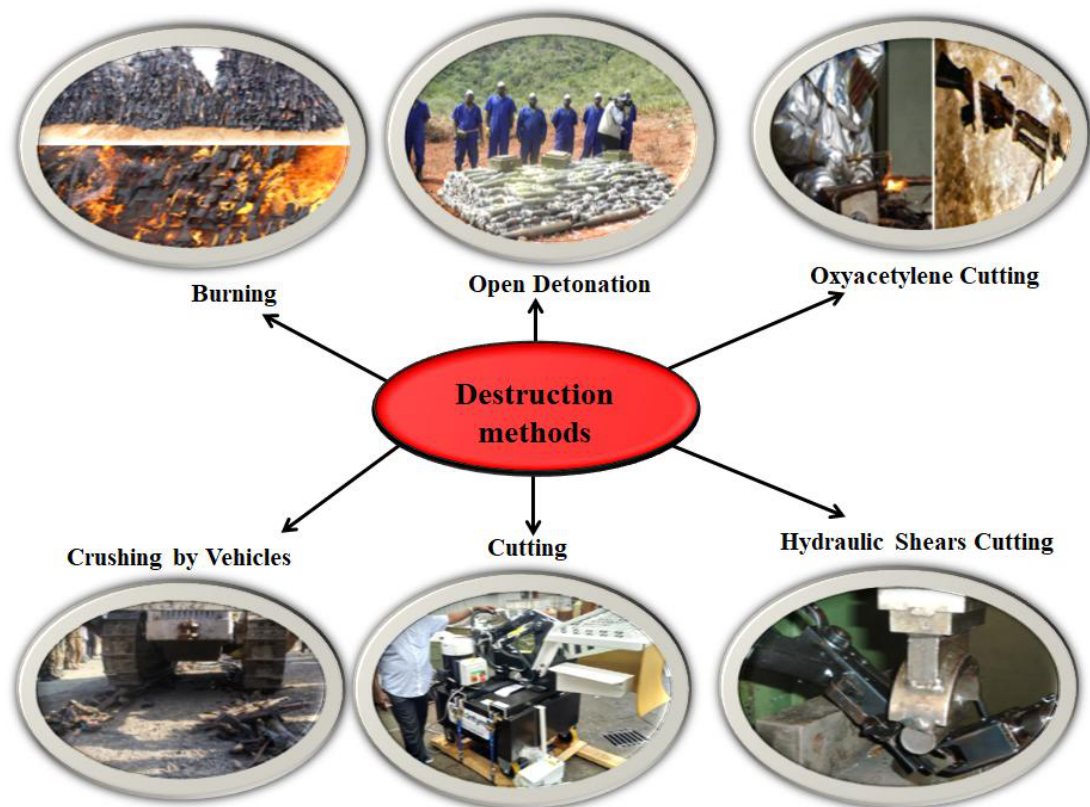 Burning
Open Detonation
Oxyacetylene Cutting
Destruction
methods
Crushing by Vehicles
Cutting
Hydraulic Shears Cutting